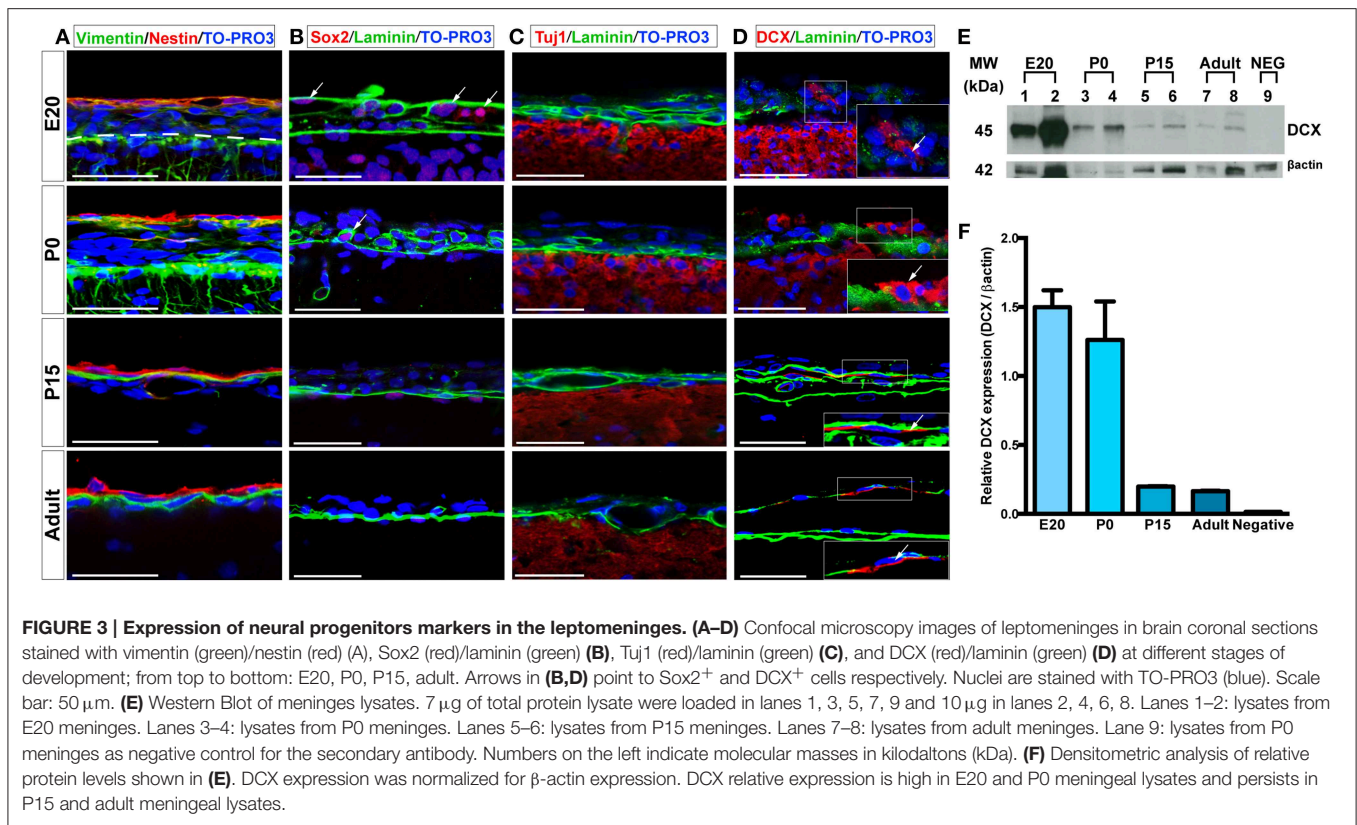 A Vimentin/Nestin/TO-PRO3 B Sox2/Laminin/TO-PRO3 C Tuj1/Laminin/TO-PRO3 D DCX/Laminin/TO-PRO3
E20
P0
P15
Adult
E
MW E20 P0 P15 Adult NEG
(kDa) 1 2 3 4 5 6 7 8 9
45 DCX
42 βactin
F
Relative DCX expression (DCX / βactin)
2.0
1.5
1.0
0.5
0.0
E20 P0 P15 Adult Negative
FIGURE 3 | Expression of neural progenitors markers in the leptomeninges. (A–D) Confocal microscopy images of leptomeninges in brain coronal sections
stained with vimentin (green)/nestin (red) (A), Sox2 (red)/laminin (green) (B), Tuj1 (red)/laminin (green) (C), and DCX (red)/laminin (green) (D) at different stages of
development; from top to bottom: E20, P0, P15, adult. Arrows in (B,D) point to Sox2+ and DCX+ cells respectively. Nuclei are stained with TO-PRO3 (blue). Scale
bar: 50 μm. (E) Western Blot of meninges lysates. 7 μg of total protein lysate were loaded in lanes 1, 3, 5, 7, 9 and 10 μg in lanes 2, 4, 6, 8. Lanes 1–2: lysates from
E20 meninges. Lanes 3–4: lysates from P0 meninges. Lanes 5–6: lysates from P15 meninges. Lanes 7–8: lysates from adult meninges. Lane 9: lysates from P0
meninges as negative control for the secondary antibody. Numbers on the left indicate molecular masses in kilodaltons (kDa). (F) Densitometric analysis of relative
protein levels shown in (E). DCX expression was normalized for β-actin expression. DCX relative expression is high in E20 and P0 meningeal lysates and persists in
P15 and adult meningeal lysates.